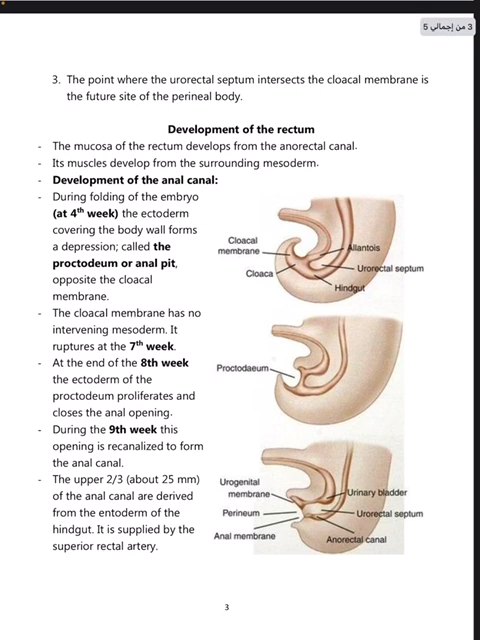 3 من إجمالي 5
3. The point where the urorectal septum intersects the cloacal membrane is
the future site of the perineal body.
Development of the rectum
- The mucosa of the rectum develops from the anorectal canal.
- Its muscles develop from the surrounding mesoderm.
- Development of the anal canal:
- During folding of the embryo
(at 4th week) the ectoderm
covering the body wall forms
a depression; called the
proctodeum or anal pit,
opposite the cloacal
membrane.
- The cloacal membrane has no
intervening mesoderm. It
ruptures at the 7th week.
- At the end of the 8th week
the ectoderm of the
proctodeum proliferates and
closes the anal opening.
- During the 9th week this
opening is recanalized to form
the anal canal.
- The upper 2/3 (about 25 mm)
of the anal canal are derived
from the entoderm of the
hindgut. It is supplied by the
superior rectal artery.
Cloacal
membrane
Cloaca
Allantois
Urorectal septum
Hindgut
Proctodaeum
Urogenital
membrane
Perineum
Anal membrane
Urinary bladder
Urorectal septum
Anorectal canal
3